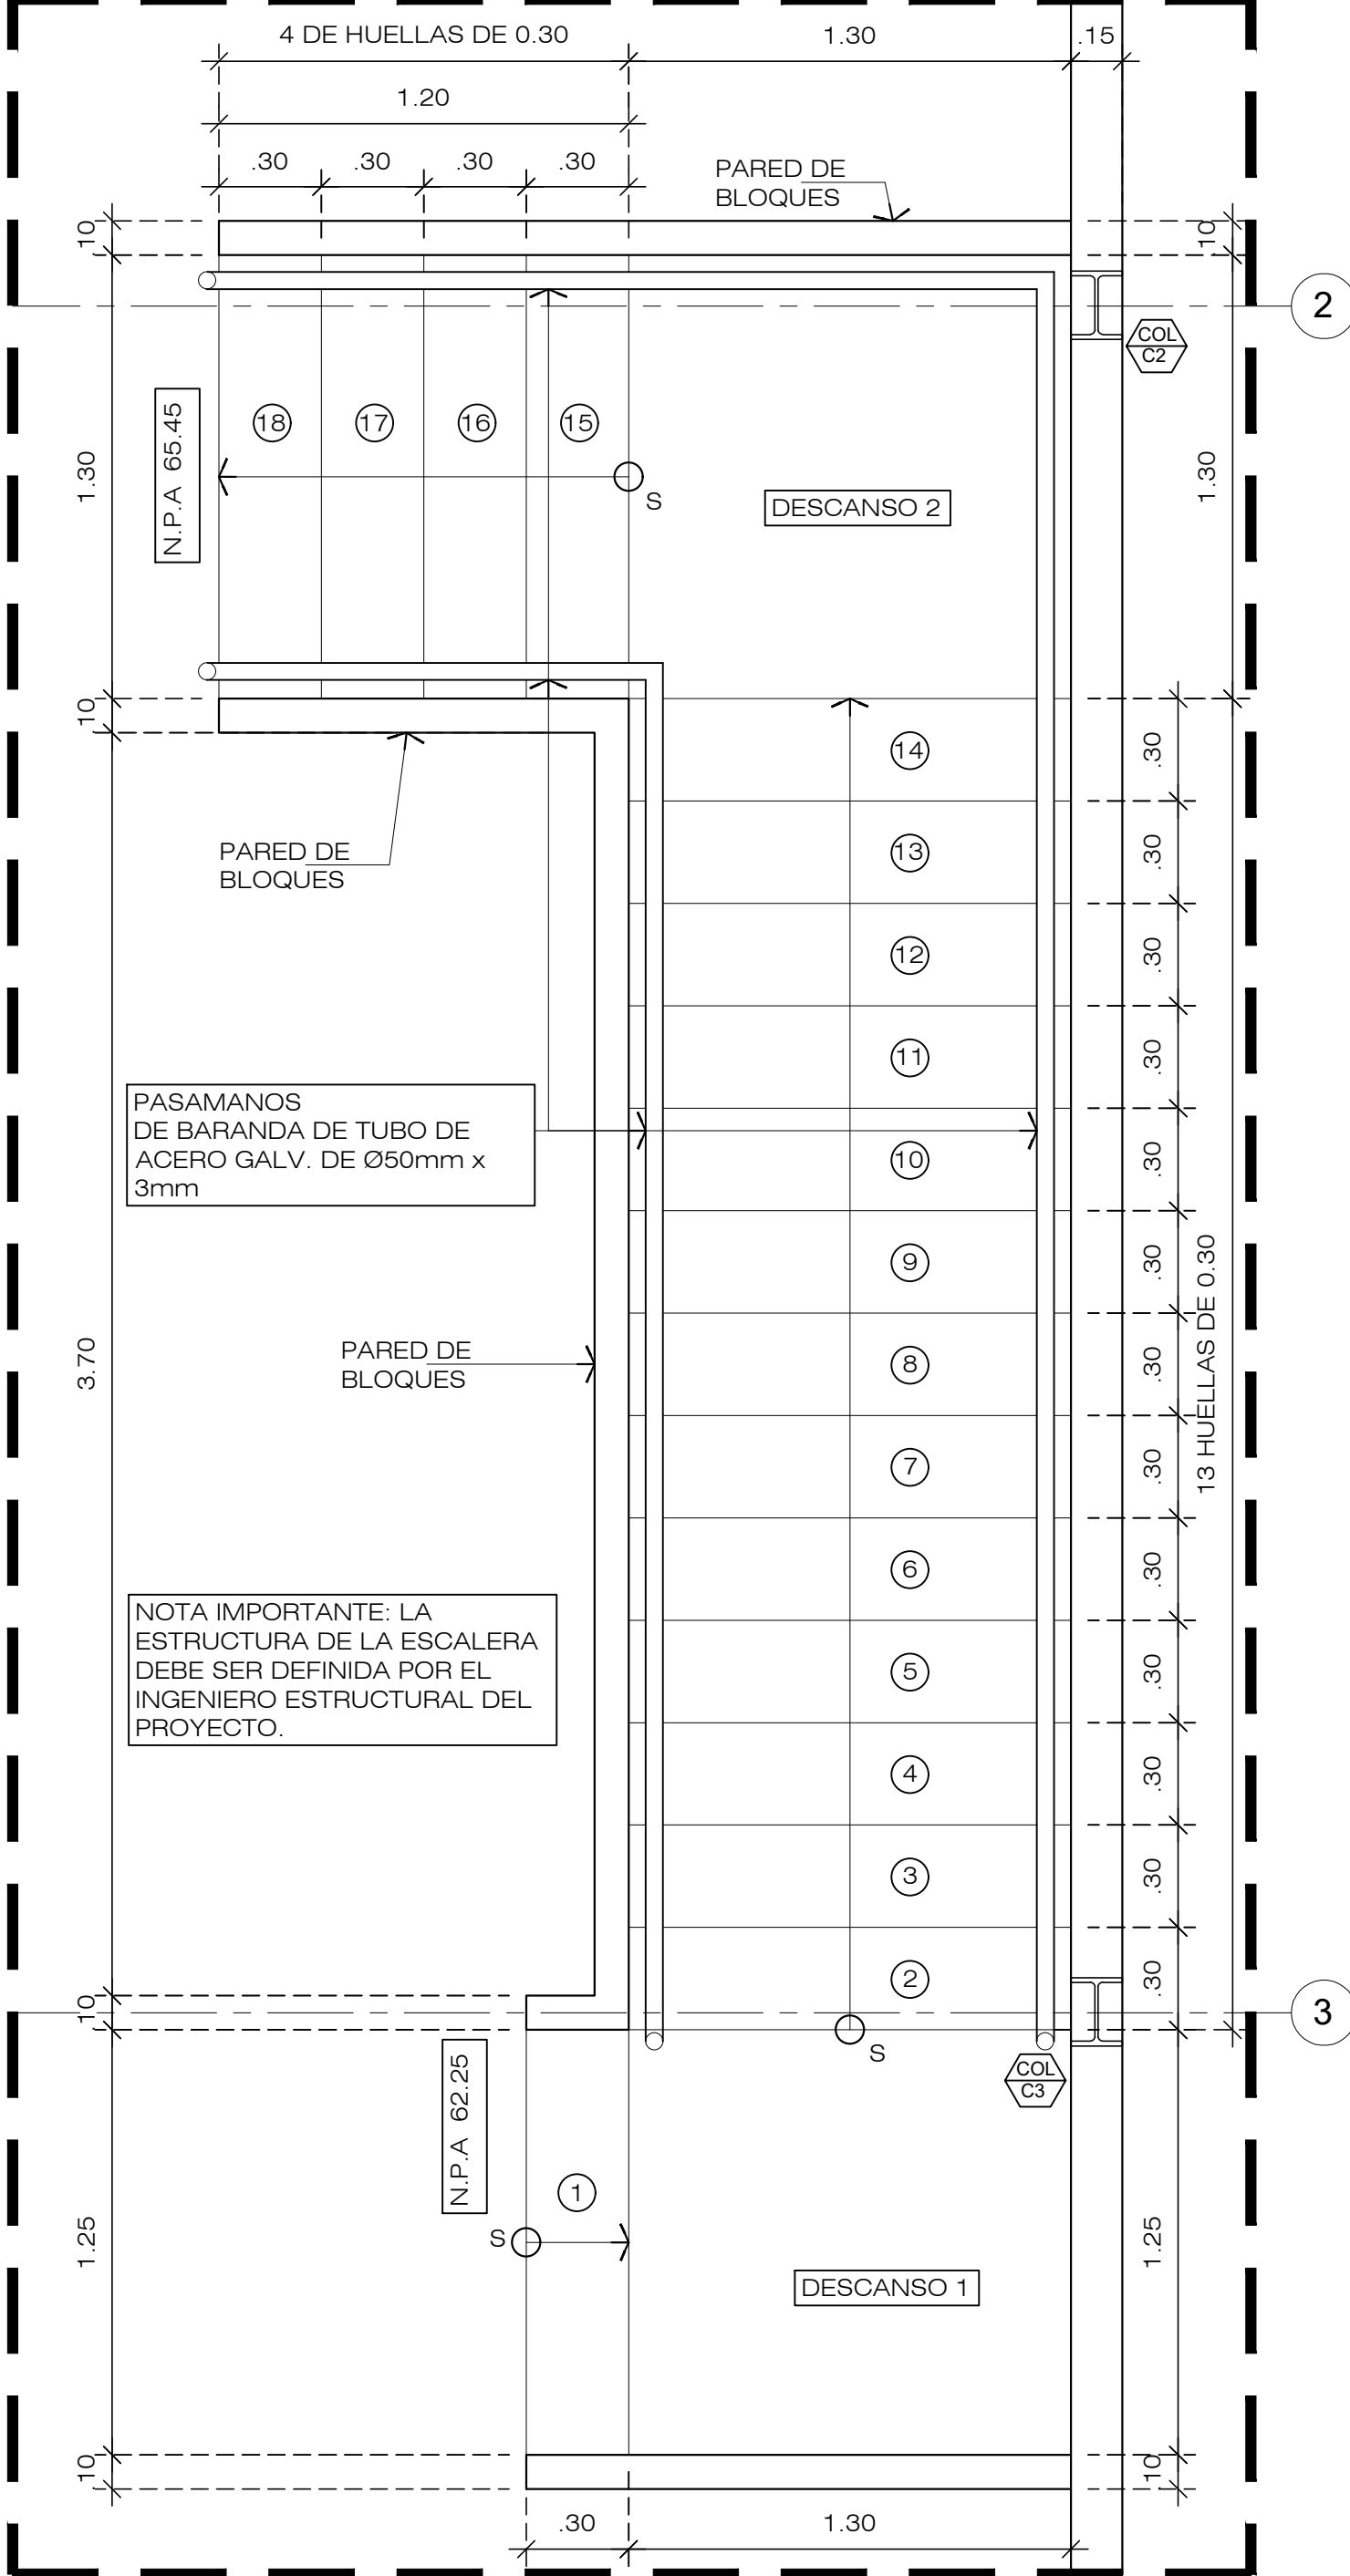 4 DE HUELLAS DE 0.30
1.30
.15
1.20
.30
.30
.30
.30
PARED DE
BLOQUES
10
10
2
COL
C2
18
17
16
15
N.P.A 65.45
1.30
1.30
S
DESCANSO 2
10
14
.30
PARED DE
BLOQUES
13
.30
12
.30
11
.30
PASAMANOS
DE BARANDA DE TUBO DE
ACERO GALV. DE Ø50mm x
3mm
10
.30
9
.30
13 HUELLAS DE 0.30
3.70
PARED DE
BLOQUES
8
.30
7
.30
6
.30
NOTA IMPORTANTE: LA
ESTRUCTURA DE LA ESCALERA
DEBE SER DEFINIDA POR EL
INGENIERO ESTRUCTURAL DEL
PROYECTO.
5
.30
4
.30
3
.30
2
.30
10
3
S
COL
C3
N.P.A 62.25
1
S
1.25
1.25
DESCANSO 1
10
10
.30
1.30